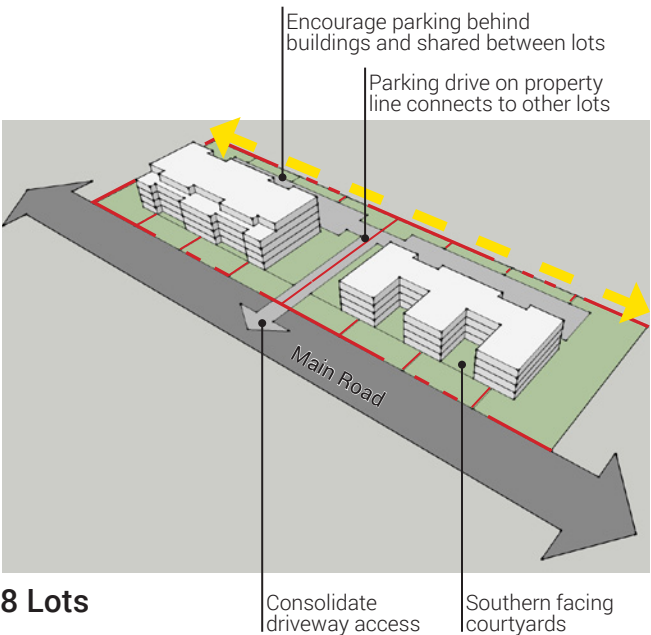 Encourage parking behind
buildings and shared between lots
Parking drive on property
line connects to other lots
Main Road
8 Lots
Consolidate
driveway access
Southern facing
courtyards